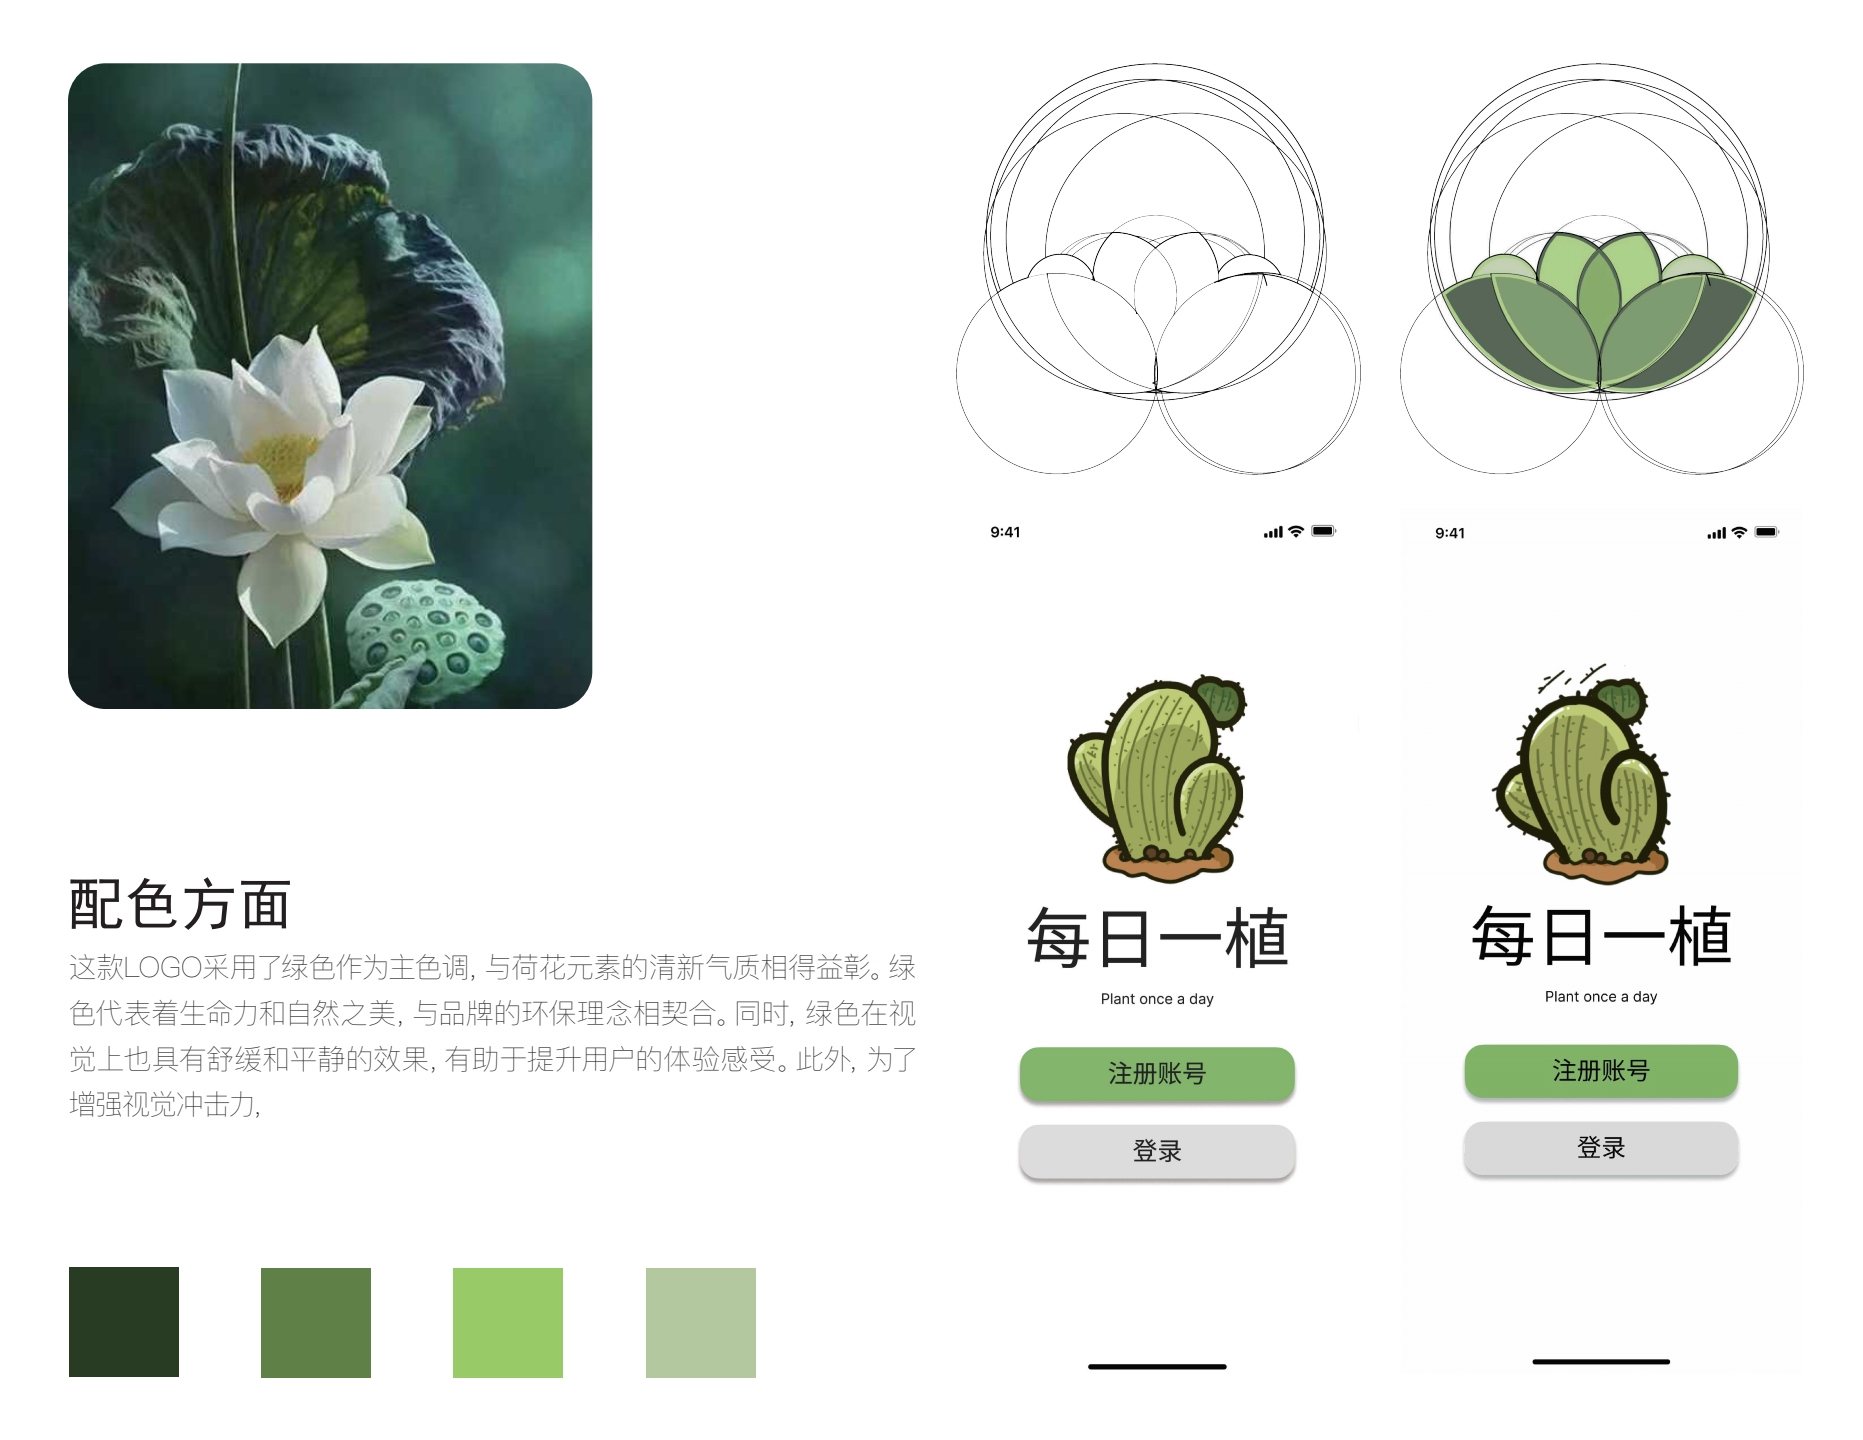 配色方面
这款LOGO采用了绿色作为主色调, 与荷花元素的清新气质相得益彰。绿
色代表着生命力和自然之美, 与品牌的环保理念相契合。同时, 绿色在视
觉上也具有舒缓和平静的效果, 有助于提升用户的体验感受。此外, 为了
增强视觉冲击力,
9:41
每日一植
Plant once a day
注册账号
登录
9:41
每日一植
Plant once a day
注册账号
登录